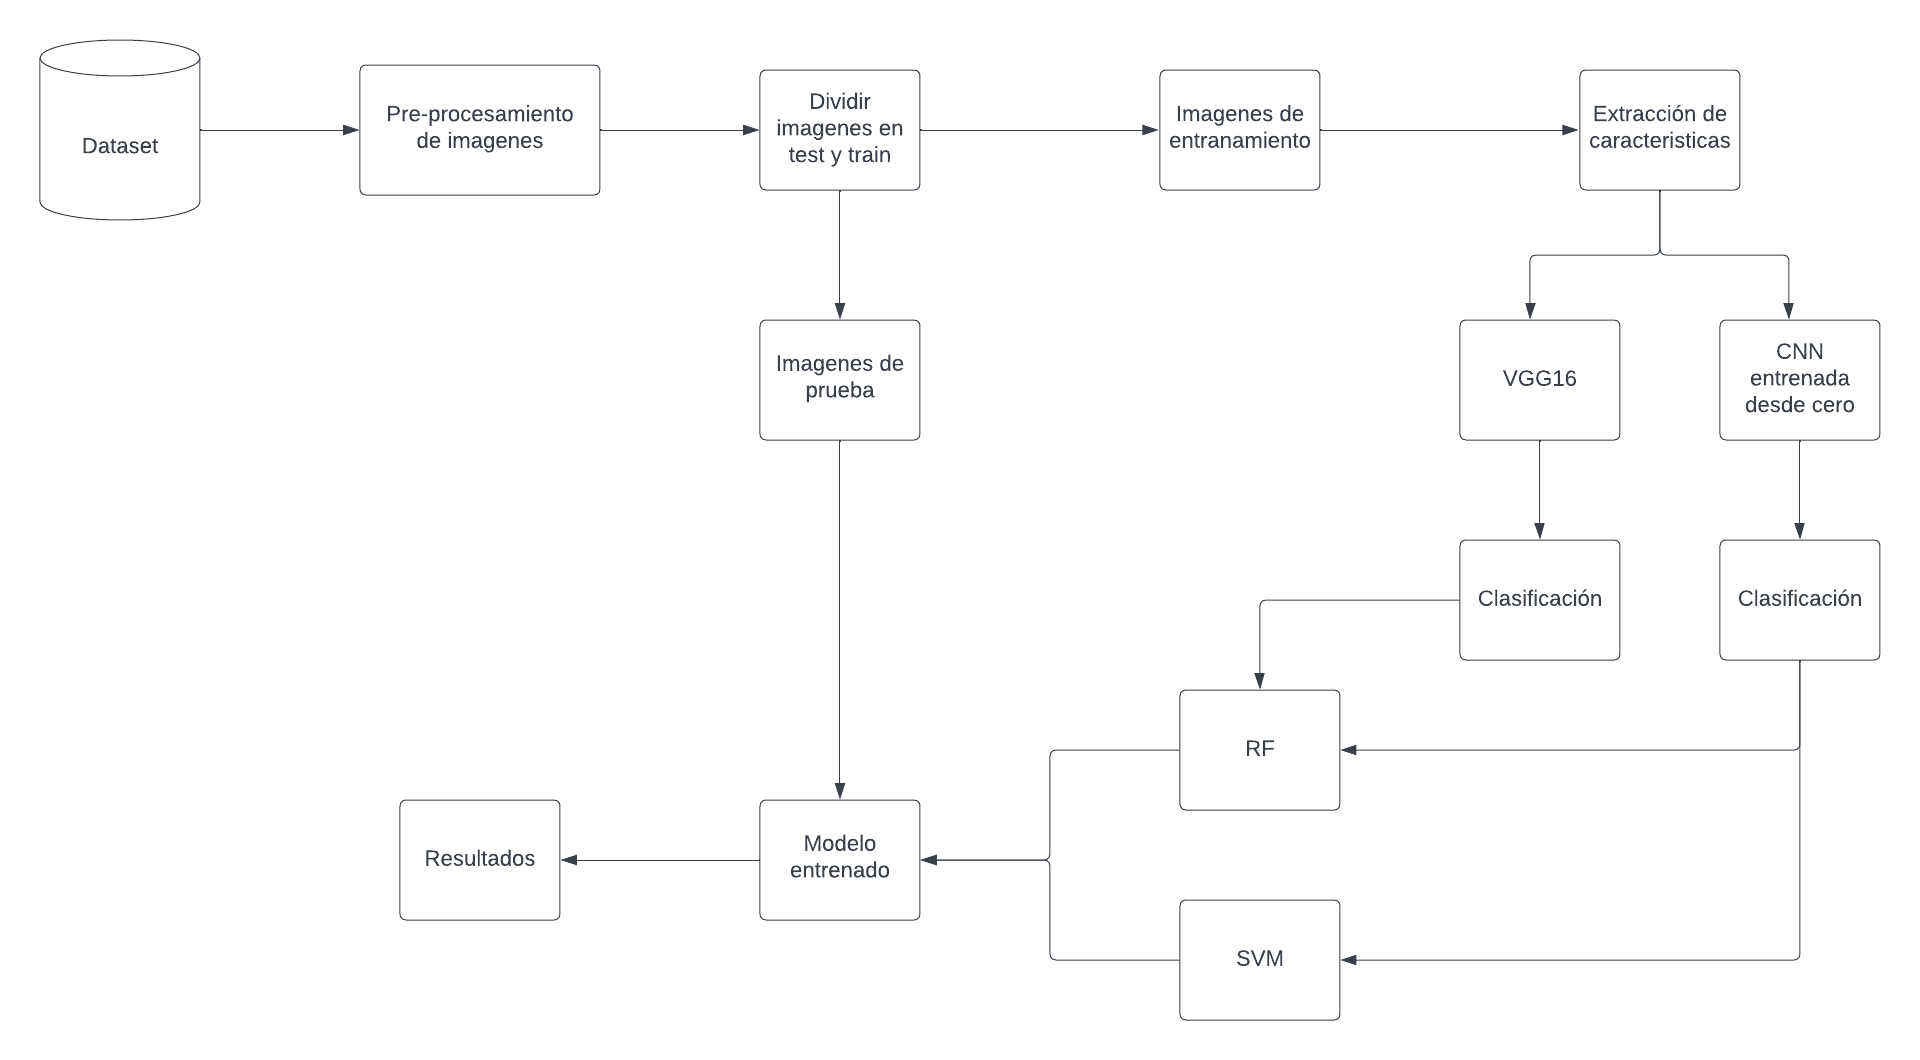 Dataset
Pre-procesamiento
de imagenes
Dividir
imagenes en
test y train
Imagenes de
entranamiento
Extracción de
caracteristicas
Imagenes de
prueba
VGG16
CNN
entrenada
desde cero
Clasificación
Clasificación
RF
Resultados
Modelo
entrenado
SVM